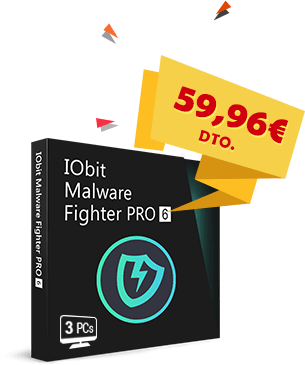 59,96€
DTO.
IObit
Malware
Fighter PRO 6
3 PCs
IObit Malware Fighter PRO 6